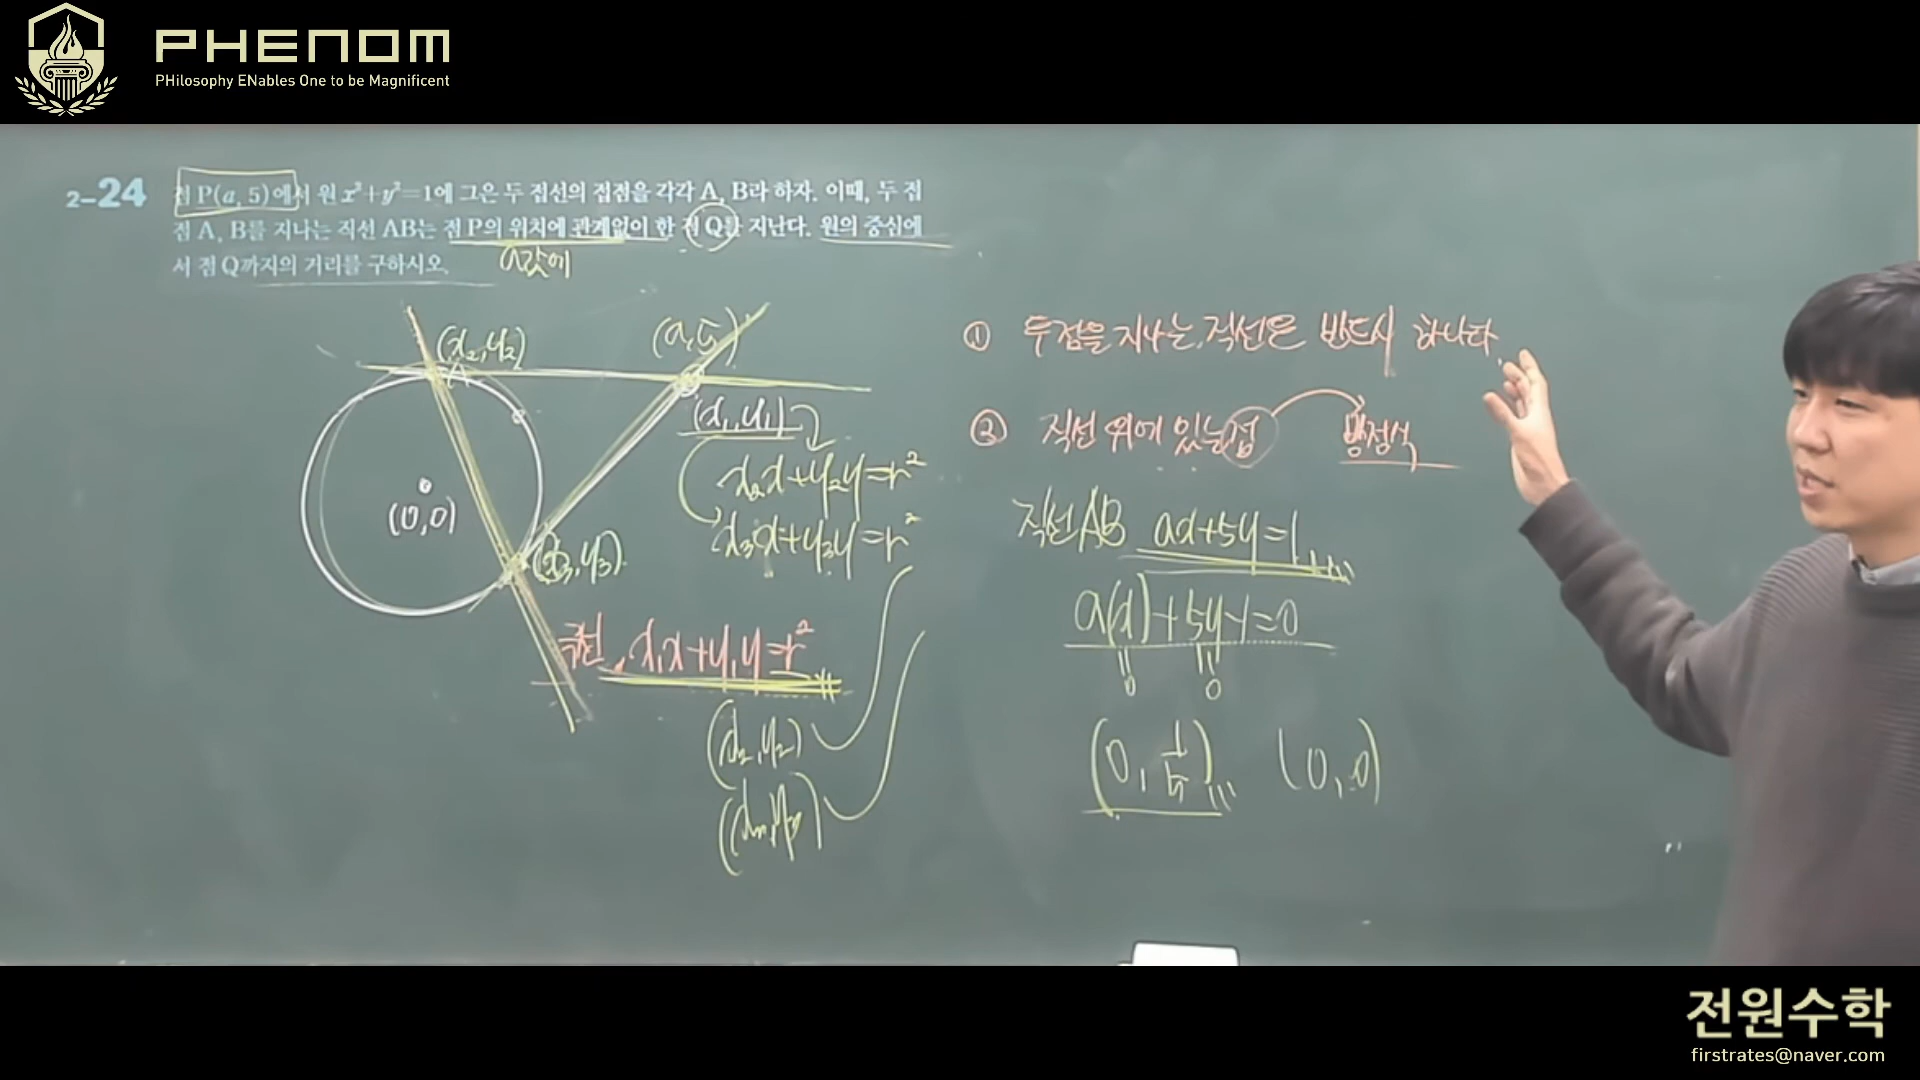 PHENOM
PHilosophy ENables One to be Magnificent
2-24 점 P(a, 5)에서 원 x²+y²=1에 그은 두 접선의 접점을 각각 A, B라 하자. 이때, 두 점
점 A, B를 지나는 직선 AB는 점 P의 위치에 관계없이 한 점 Q를 지난다. 원의 중심에
서 점 Q까지의 거리를 구하시오.
a값에
(x₂, y₂)
A
(a, 5)
(x₁, y₁)
x₂x+y₂y=r²
x₃x+y₃y=r²
(0,0)
(x₃, y₃)
극선 x₁x+y₁y=r²
(x₂, y₂)
① 두점을 지나는 직선은 반드시 하나다.
② 직선 위에 있는 점 방정식
직선AB ax+5y=1
a(x)+5y-1=0
0 0
(0, 1/5) (0, 0)
전원수학
firstrates@naver.com